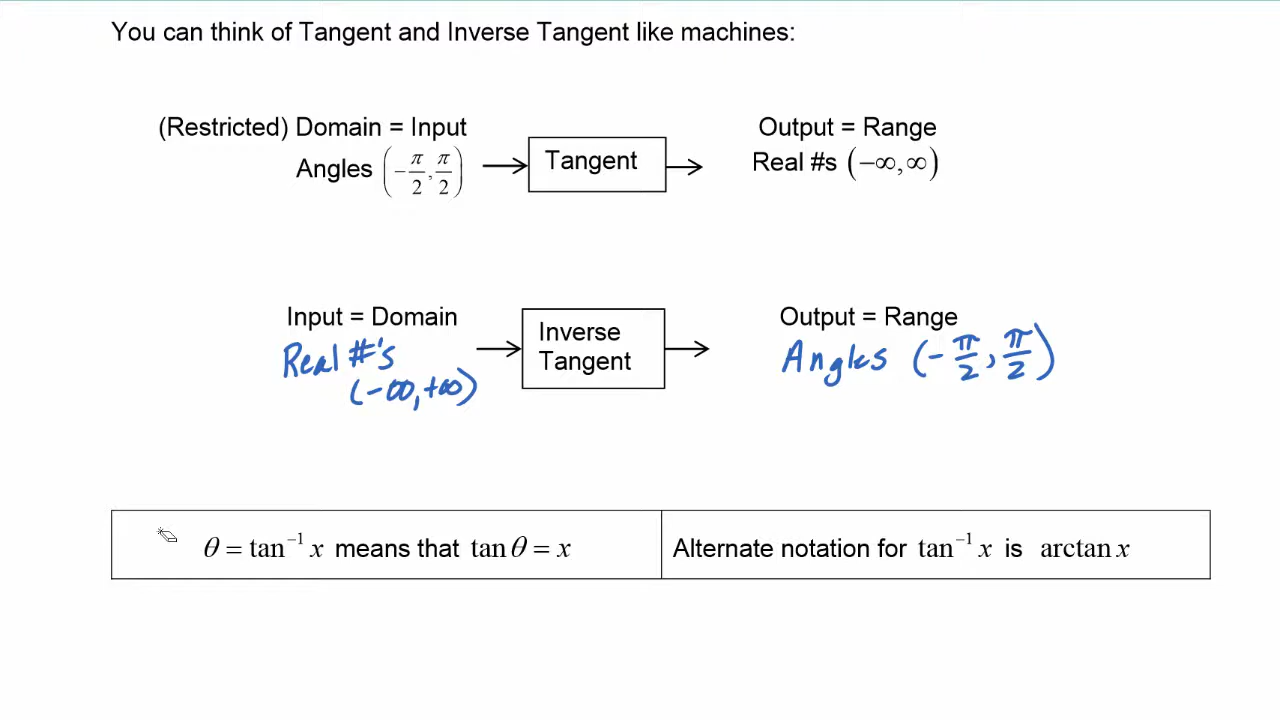 You can think of Tangent and Inverse Tangent like machines:
(Restricted) Domain = Input
Angles (-π/2, π/2)
Tangent
Output = Range
Real #s (-∞, ∞)
Input = Domain
Real #'s
(-∞, +∞)
Inverse
Tangent
Output = Range
Angles (-π/2, π/2)
θ = tan⁻¹ x means that tan θ = x
Alternate notation for tan⁻¹ x is arctan x